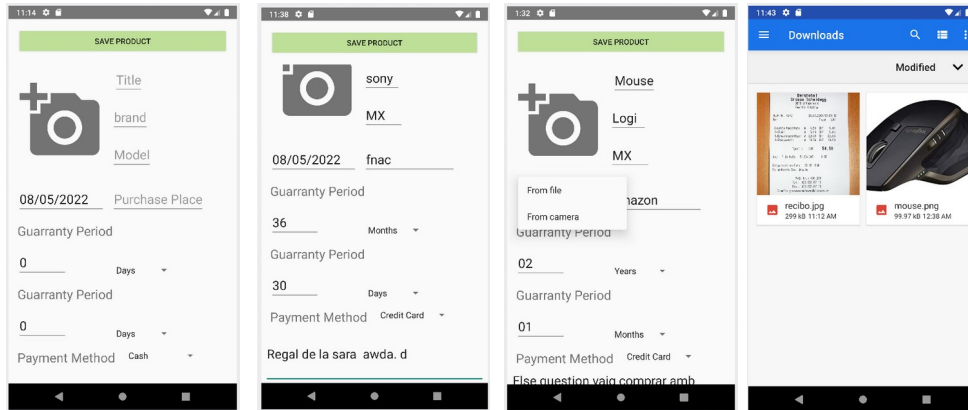 11:14
SAVE PRODUCT
Title
brand
Model
08/05/2022 Purchase Place
Guarranty Period
0 Days
Guarranty Period
0 Days
Payment Method Cash
11:38
SAVE PRODUCT
sony
MX
08/05/2022 fnac
Guarranty Period
36 Months
Guarranty Period
30 Days
Payment Method Credit Card
Regal de la sara awda. d
1:32
SAVE PRODUCT
Mouse
Logi
MX
From file
From camera
mazon
Guarranty Period
02 Years
Guarranty Period
01 Months
Payment Method Credit Card
Else question vaig comprar amb
11:43
Downloads
Modified
recibo.jpg
299 kB 11:12 AM
mouse.png
99.97 kB 12:38 AM